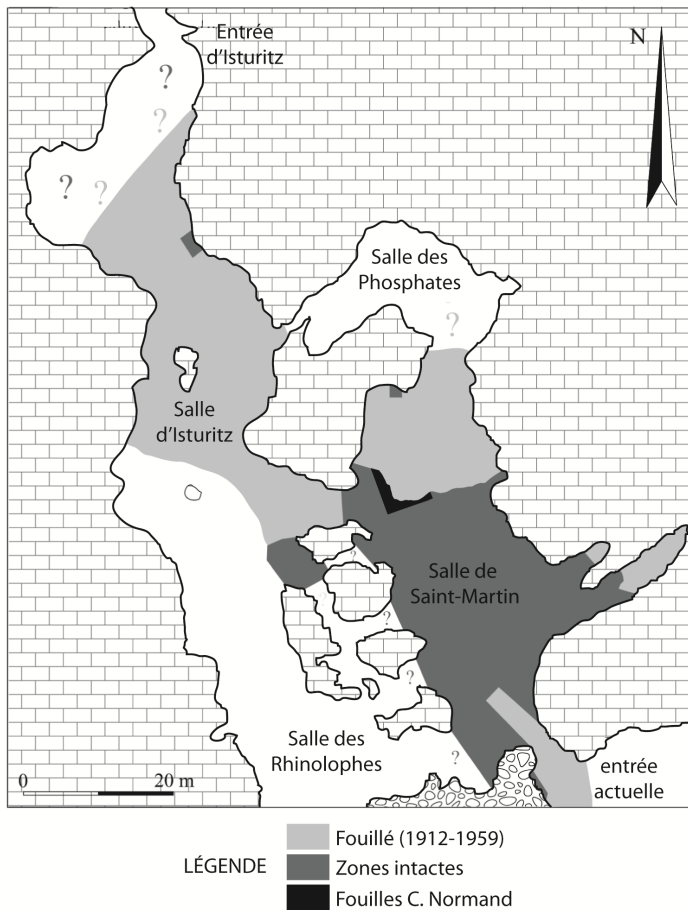 Entrée
d'Isturitz
N
?
?
?
?
Salle des
Phosphates
?
Salle
d'Isturitz
?
Salle de
Saint-Martin
?
?
Salle des
Rhinolophes
?
entrée
actuelle
0
20 m
LÉGENDE
Fouillé (1912-1959)
Zones intactes
Fouilles C. Normand